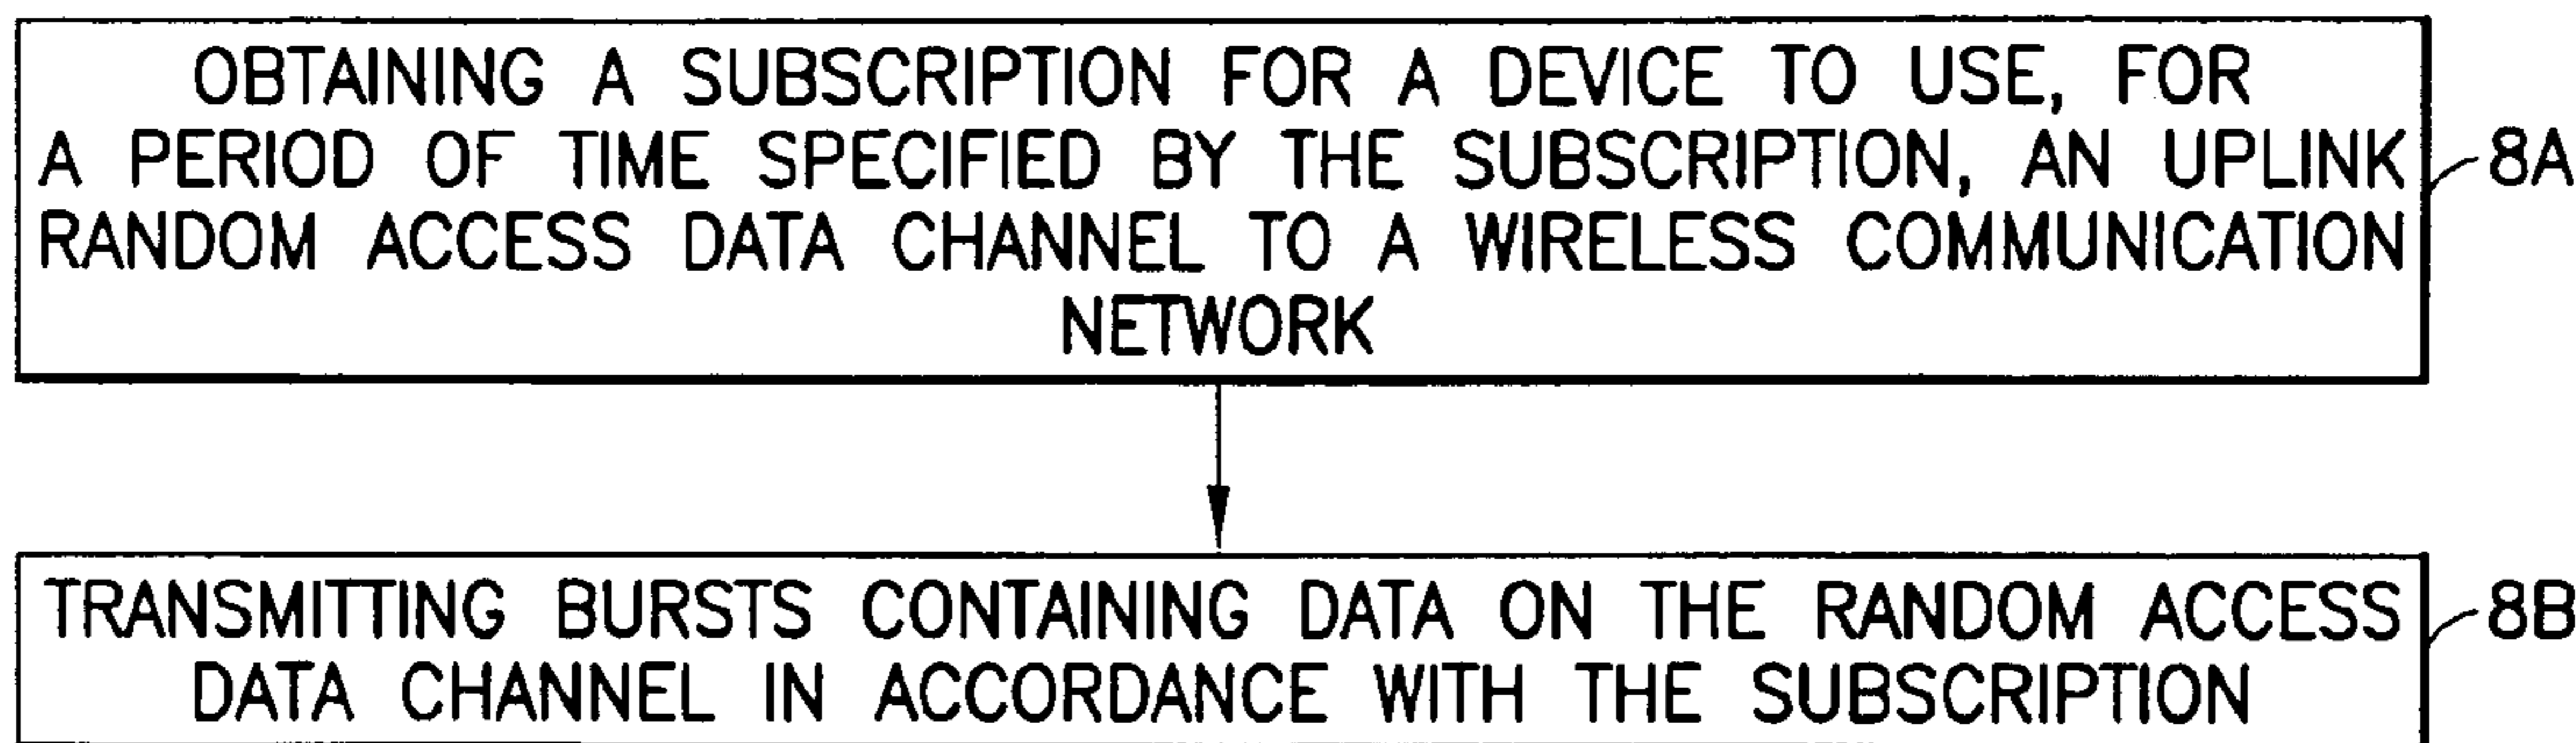 OBTAINING A SUBSCRIPTION FOR A DEVICE TO USE, FOR
A PERIOD OF TIME SPECIFIED BY THE SUBSCRIPTION, AN UPLINK
RANDOM ACCESS DATA CHANNEL TO A WIRELESS COMMUNICATION
NETWORK
8A
TRANSMITTING BURSTS CONTAINING DATA ON THE RANDOM ACCESS
DATA CHANNEL IN ACCORDANCE WITH THE SUBSCRIPTION
8B